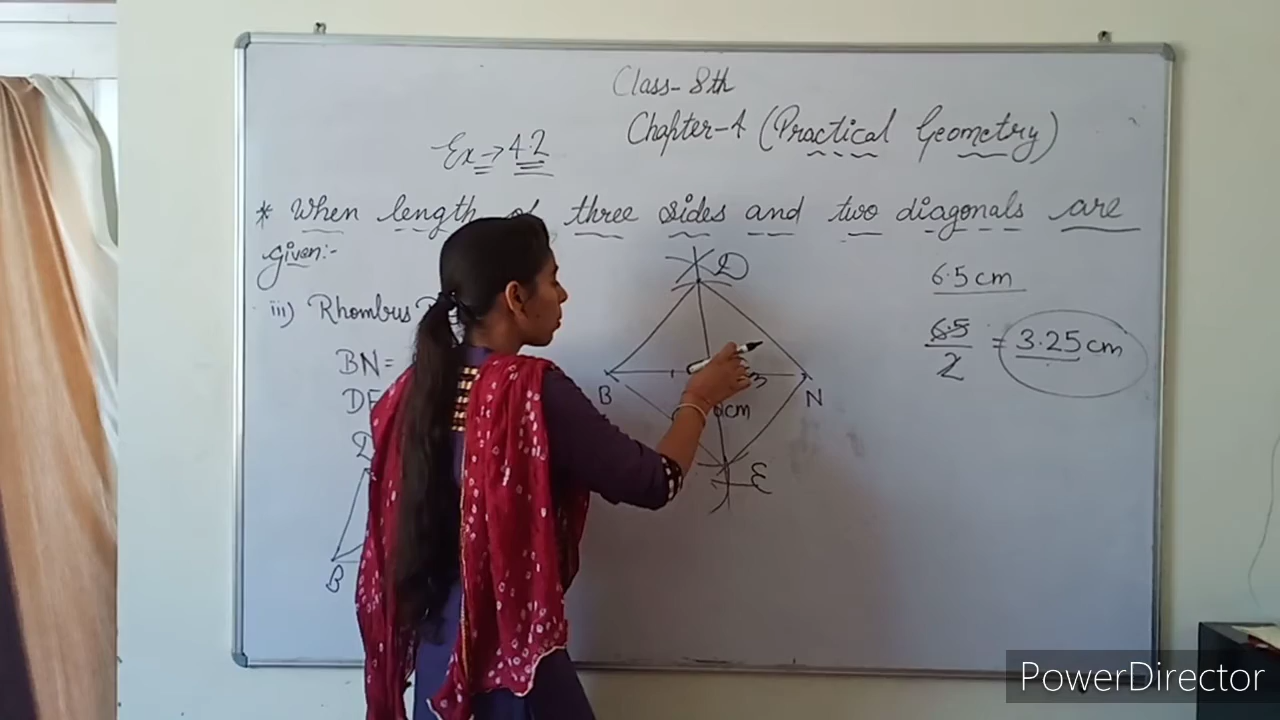 Class-8th
Chapter-4 (Practical Geometry)
Ex → 4.2
* When length of three sides and two diagonals are
Given:-
iii) Rhombus
BN=
DE
D
B
D
B
N
cm
E
6.5 cm
6.5
2
= 3.25 cm
PowerDirector